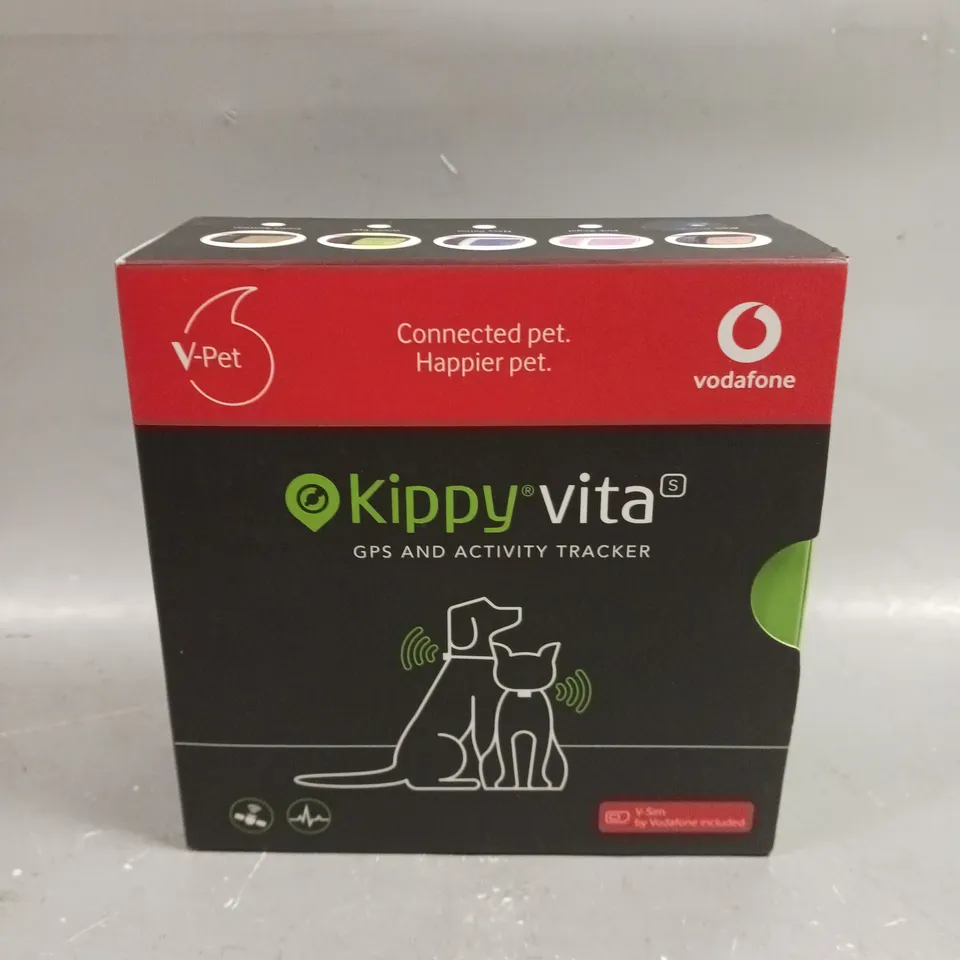 V-Pet
Connected pet.
Happier pet.
vodafone
Kippy® vita S
GPS AND ACTIVITY TRACKER
V-Sim
by Vodafone included